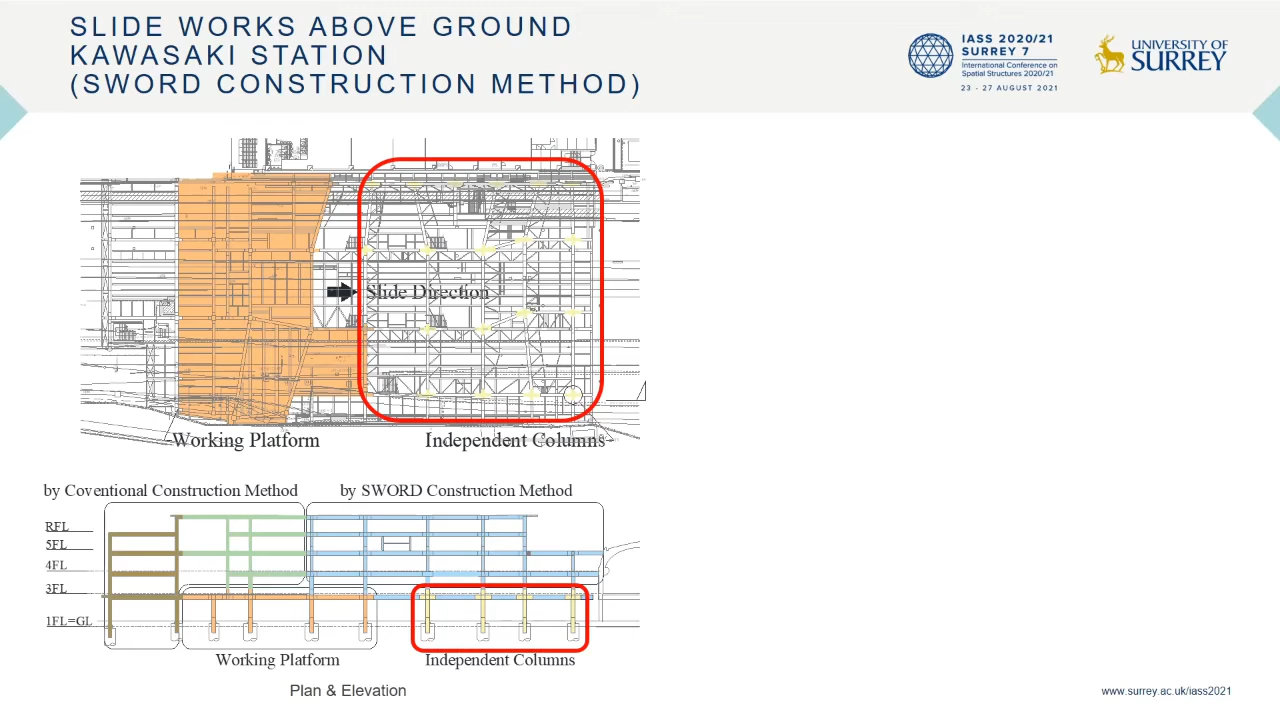 SLIDE WORKS ABOVE GROUND
KAWASAKI STATION
(SWORD CONSTRUCTION METHOD)
IASS 2020/21
SURREY 7
International Conference on
Spatial Structures 2020/21
23 - 27 AUGUST 2021
UNIVERSITY OF
SURREY
Slide Direction
Working Platform
Independent Columns
by Coventional Construction Method
by SWORD Construction Method
RFL
5FL
4FL
3FL
1FL=GL
Working Platform
Independent Columns
Plan & Elevation
www.surrey.ac.uk/iass2021